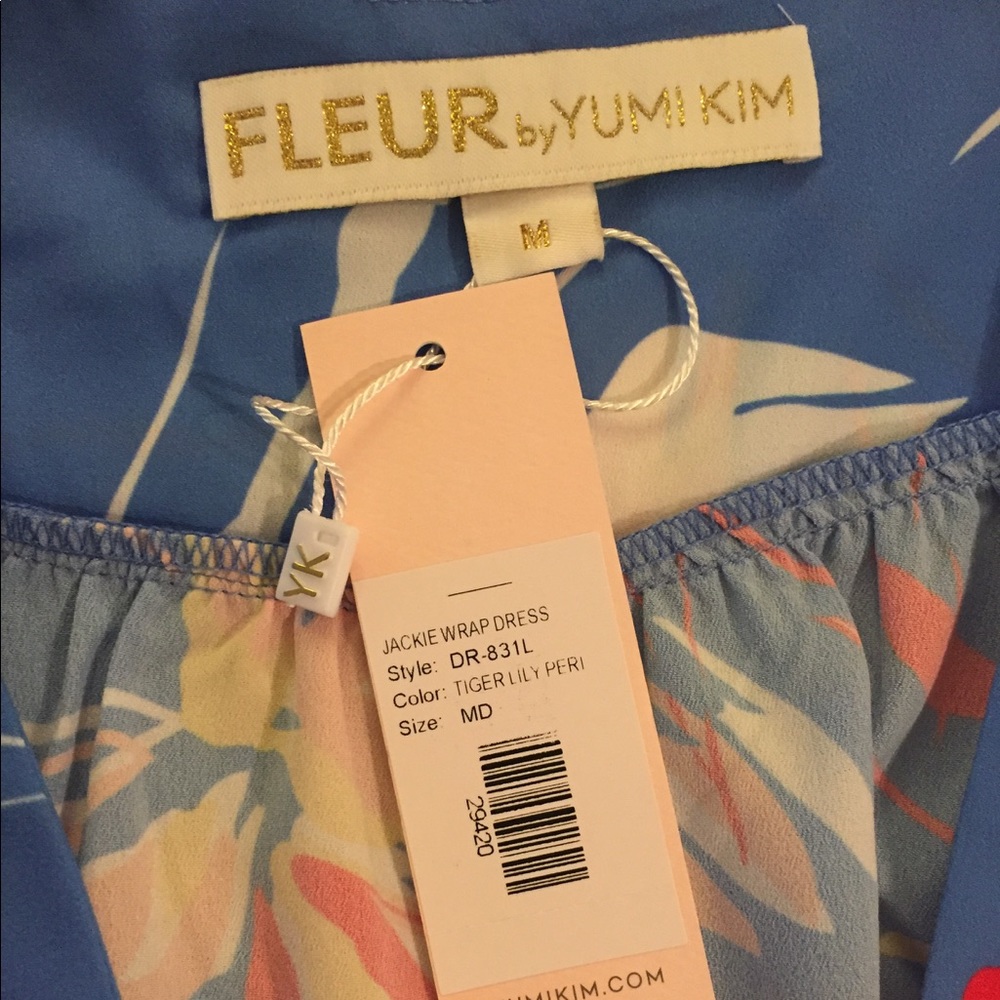 FLEUR by YUMI KIM
M
YK.
JACKIE WRAP DRESS
Style: DR-831L
Color: TIGER LILY PERI
Size: MD
29420
YUMIKIM.COM